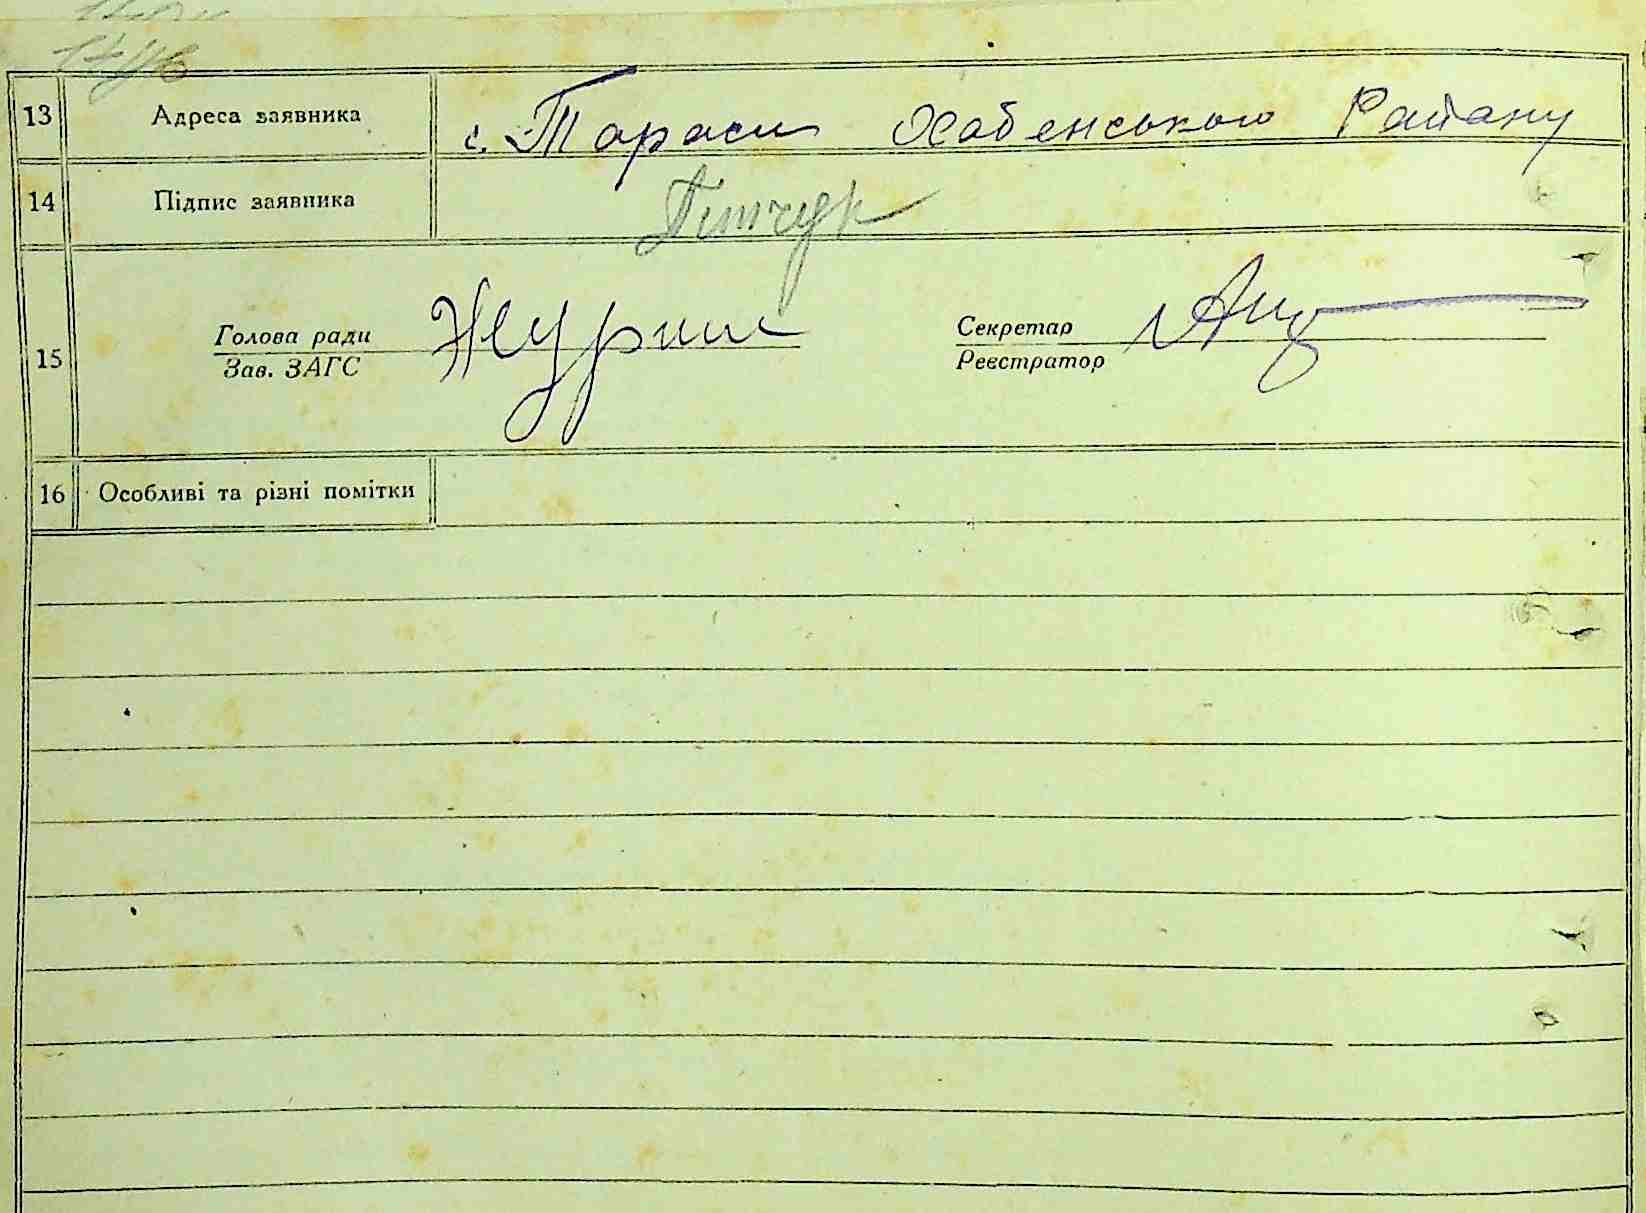 13 Адреса заявника с. Тараси Хабенського Району
14 Підпис заявника
15 Голова ради Журит Секретар
Зав. ЗАГС Реєстратор
16 Особливі та різні помітки